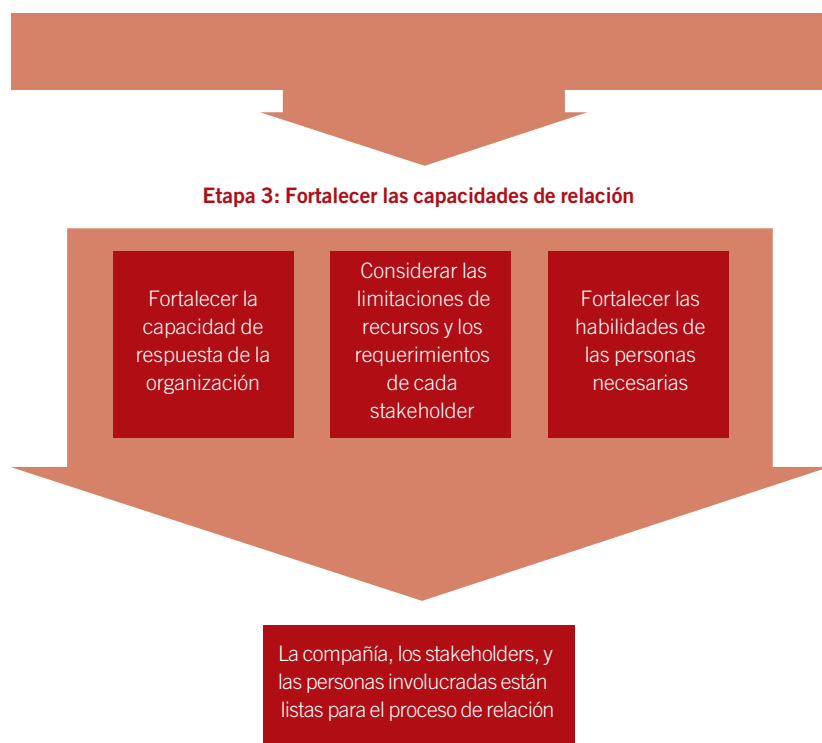 Etapa 3: Fortalecer las capacidades de relación
Fortalecer la
capacidad de
respuesta de la
organización
Considerar las
limitaciones de
recursos y los
requerimientos
de cada
stakeholder
Fortalecer las
habilidades de
las personas
necesarias
La compañía, los stakeholders, y
las personas involucradas están
listas para el proceso de relación